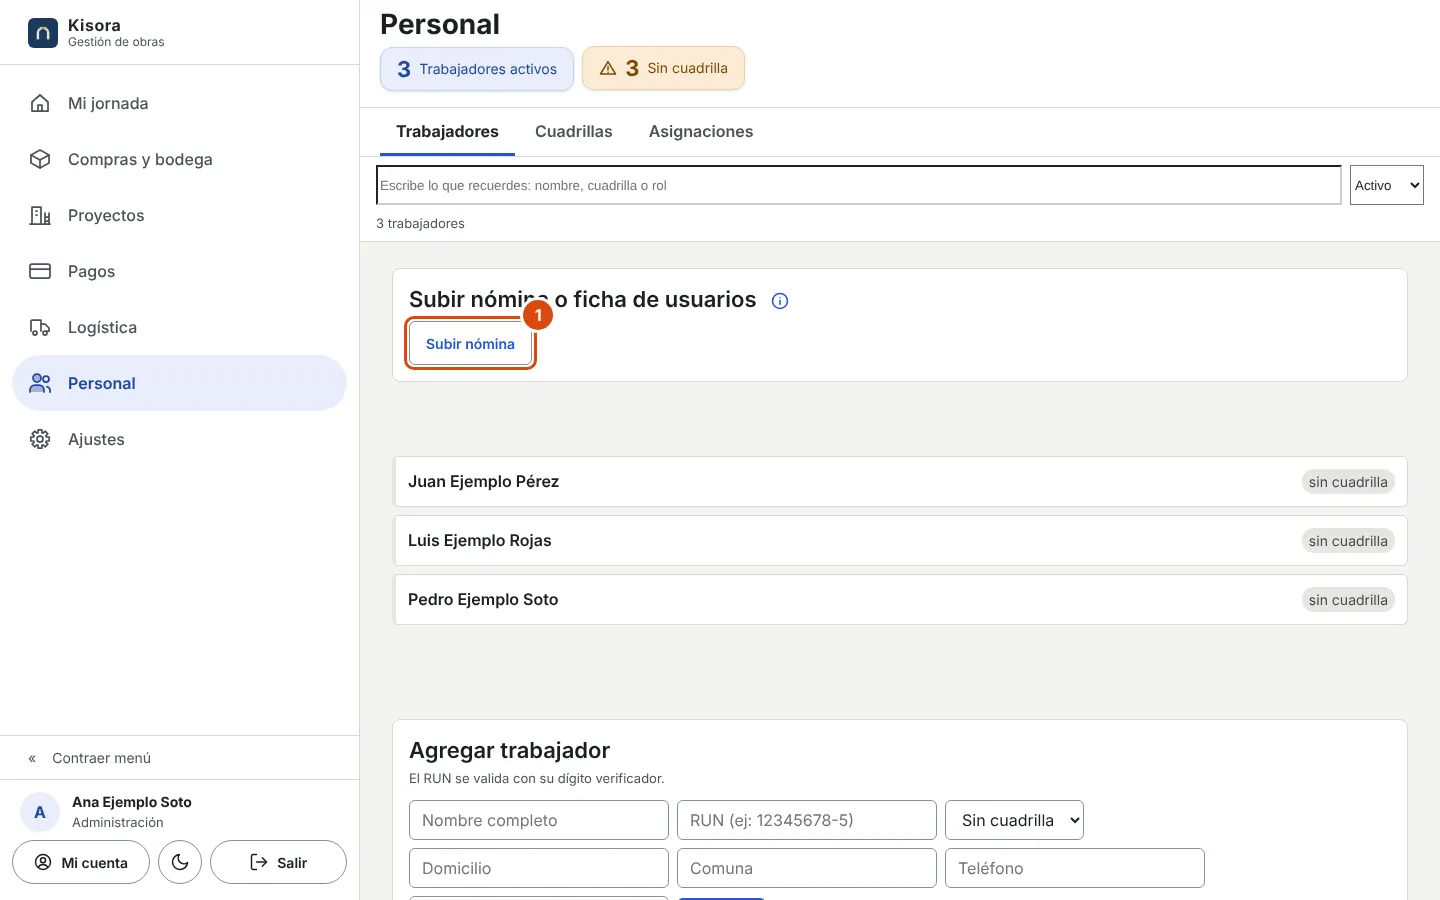 Kisora
Gestión de obras
Mi jornada
Compras y bodega
Proyectos
Pagos
Logística
Personal
Ajustes
« Contraer menú
A
Ana Ejemplo Soto
Administración
Mi cuenta
Salir
Personal
3 Trabajadores activos
3 Sin cuadrilla
Trabajadores Cuadrillas Asignaciones
Escribe lo que recuerdes: nombre, cuadrilla o rol
Activo
3 trabajadores
Subir nómina o ficha de usuarios
1
Subir nómina
Juan Ejemplo Pérez sin cuadrilla
Luis Ejemplo Rojas sin cuadrilla
Pedro Ejemplo Soto sin cuadrilla
Agregar trabajador
El RUN se valida con su dígito verificador.
Nombre completo RUN (ej: 12345678-5) Sin cuadrilla
Domicilio Comuna Teléfono